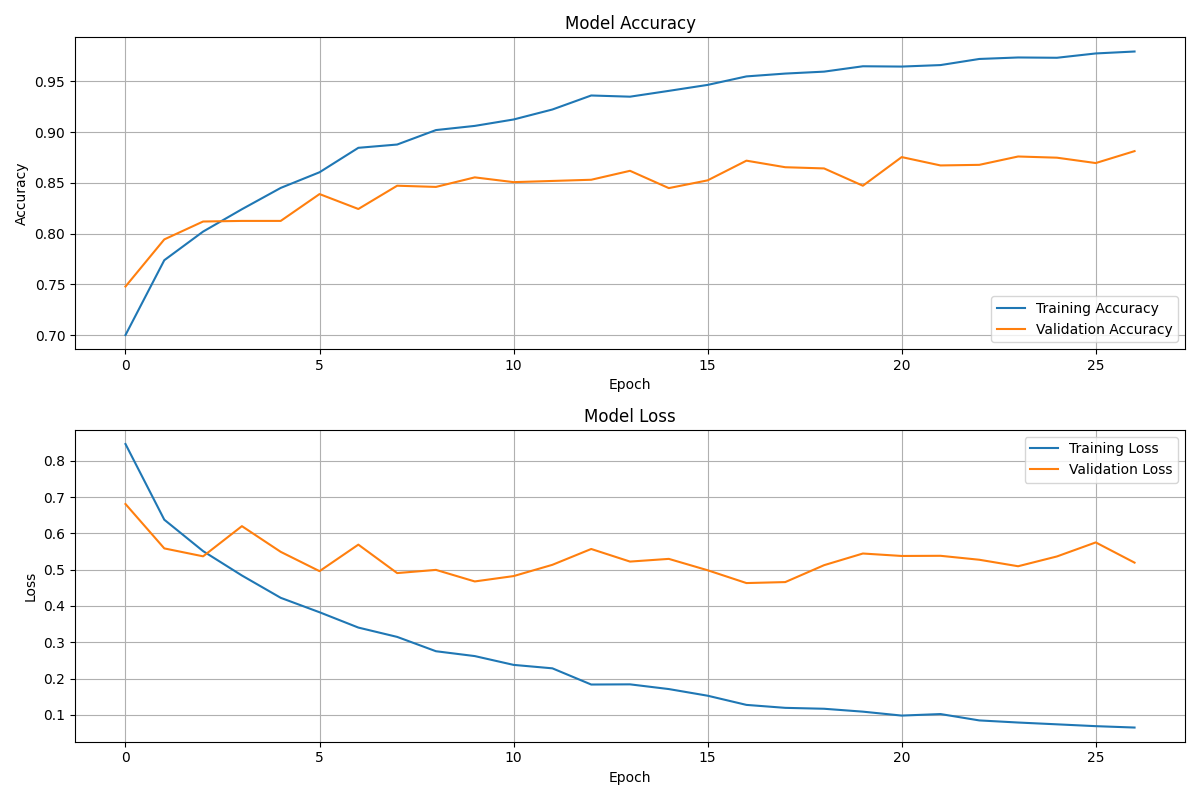 Model Accuracy
0.95
0.90
0.85
0.80
0.75
0.70
Accuracy
Training Accuracy
Validation Accuracy
0 5 10 15 20 25
Epoch
Model Loss
0.8
0.7
0.6
0.5
0.4
0.3
0.2
0.1
Loss
Training Loss
Validation Loss
0 5 10 15 20 25
Epoch